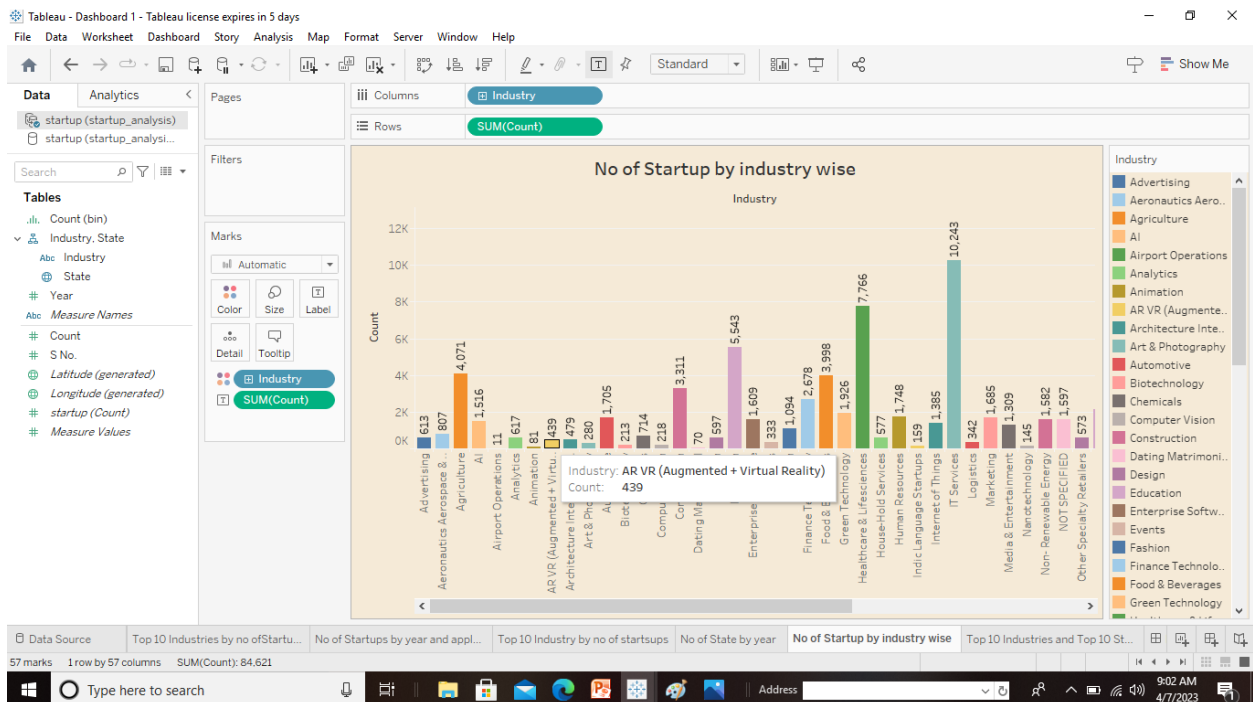 Tableau - Dashboard 1 - Tableau license expires in 5 days
File Data Worksheet Dashboard Story Analysis Map Format Server Window Help
Standard
Show Me
Data Analytics
startup (startup_analysis)
startup (startup_analysi...
Search
Tables
Count (bin)
Industry, State
Abc Industry
State
# Year
Abc Measure Names
# Count
# S No.
Latitude (generated)
Longitude (generated)
# startup (Count)
# Measure Values
Pages
Filters
Marks
Automatic
Color Size Label
Detail Tooltip
Industry
SUM(Count)
Columns Industry
Rows SUM(Count)
No of Startup by industry wise
Industry
Count
12K
10K
8K
6K
4K
2K
0K
613
807
4,071
1,516
11
617
81
439
479
280
1,705
213
714
218
3,311
70
597
5,543
1,609
333
1,094
2,678
3,998
1,926
7,766
577
1,748
159
1,385
10,243
342
1,685
1,309
145
1,582
1,597
573
Advertising
Aeronautics Aerospace & ..
Agriculture
AI
Airport Operations
Analytics
Animation
AR VR (Augmented + Virtu..
Architecture Inte
Art & Ph
Au
Biot
Compu
Con
Dating Ma
Enterprise
Finance Te
Food & B
Green Technology
Healthcare & Lifesciences
House-Hold Services
Human Resources
Indic Language Startups
Internet of Things
IT Services
Logistics
Marketing
Media & Entertainment
Nanotechnology
Non- Renewable Energy
NOT SPECIFIED
Other Specialty Retailers
Industry: AR VR (Augmented + Virtual Reality)
Count: 439
Industry
Advertising
Aeronautics Aero..
Agriculture
AI
Airport Operations
Analytics
Animation
AR VR (Augmente..
Architecture Inte..
Art & Photography
Automotive
Biotechnology
Chemicals
Computer Vision
Construction
Dating Matrimoni..
Design
Education
Enterprise Softw..
Events
Fashion
Finance Technolo..
Food & Beverages
Green Technology
Data Source Top 10 Industries by no ofStartu... No of Startups by year and appl... Top 10 Industry by no of startsups No of State by year No of Startup by industry wise Top 10 Industries and Top 10 St...
57 marks 1 row by 57 columns SUM(Count): 84,621
Type here to search
Address
9:02 AM
4/7/2023
1